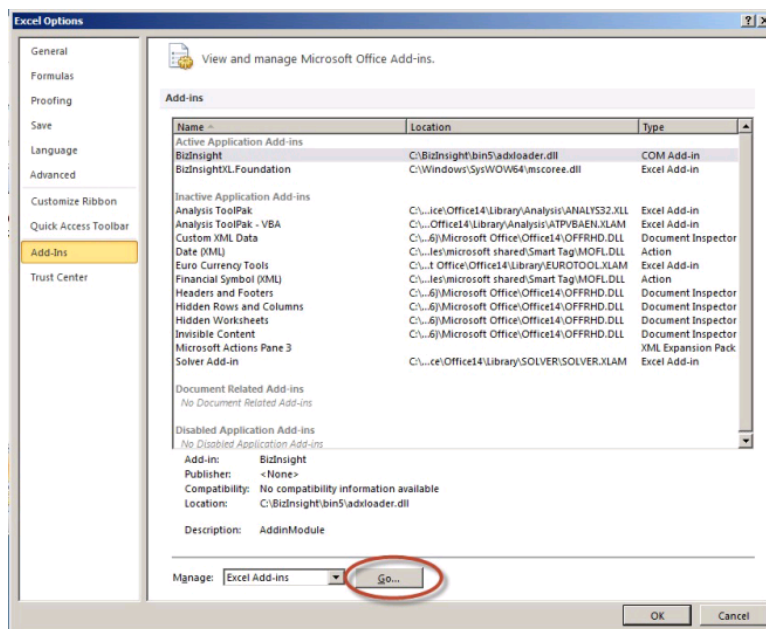 Excel Options
General
Formulas
Proofing
Save
Language
Advanced
Customize Ribbon
Quick Access Toolbar
Add-Ins
Trust Center
View and manage Microsoft Office Add-ins.
Add-ins
Name Location Type
Active Application Add-ins
BizInsight C:\BizInsight\bin5\adxloader.dll COM Add-in
BizInsightXL.Foundation C:\Windows\SysWOW64\mscoree.dll Excel Add-in
Inactive Application Add-ins
Analysis ToolPak C:\...ice\Office14\Library\Analysis\ANALYS32.XLL Excel Add-in
Analysis ToolPak - VBA C:\...Office14\Library\Analysis\ATPVBAEN.XLAM Excel Add-in
Custom XML Data C:\...6)\Microsoft Office\Office14\OFFRHD.DLL Document Inspector
Date (XML) C:\...les\microsoft shared\Smart Tag\MOFL.DLL Action
Euro Currency Tools C:\...t Office\Office14\Library\EUROTOOL.XLAM Excel Add-in
Financial Symbol (XML) C:\...les\microsoft shared\Smart Tag\MOFL.DLL Action
Headers and Footers C:\...6)\Microsoft Office\Office14\OFFRHD.DLL Document Inspector
Hidden Rows and Columns C:\...6)\Microsoft Office\Office14\OFFRHD.DLL Document Inspector
Hidden Worksheets C:\...6)\Microsoft Office\Office14\OFFRHD.DLL Document Inspector
Invisible Content C:\...6)\Microsoft Office\Office14\OFFRHD.DLL Document Inspector
Microsoft Actions Pane 3 XML Expansion Pack
Solver Add-in C:\...ce\Office14\Library\SOLVER\SOLVER.XLAM Excel Add-in
Document Related Add-ins
No Document Related Add-ins
Disabled Application Add-ins
No Disabled Application Add-ins
Add-in: BizInsight
Publisher: <None>
Compatibility: No compatibility information available
Location: C:\BizInsight\bin5\adxloader.dll
Description: AddinModule
Manage: Excel Add-ins Go...
OK Cancel